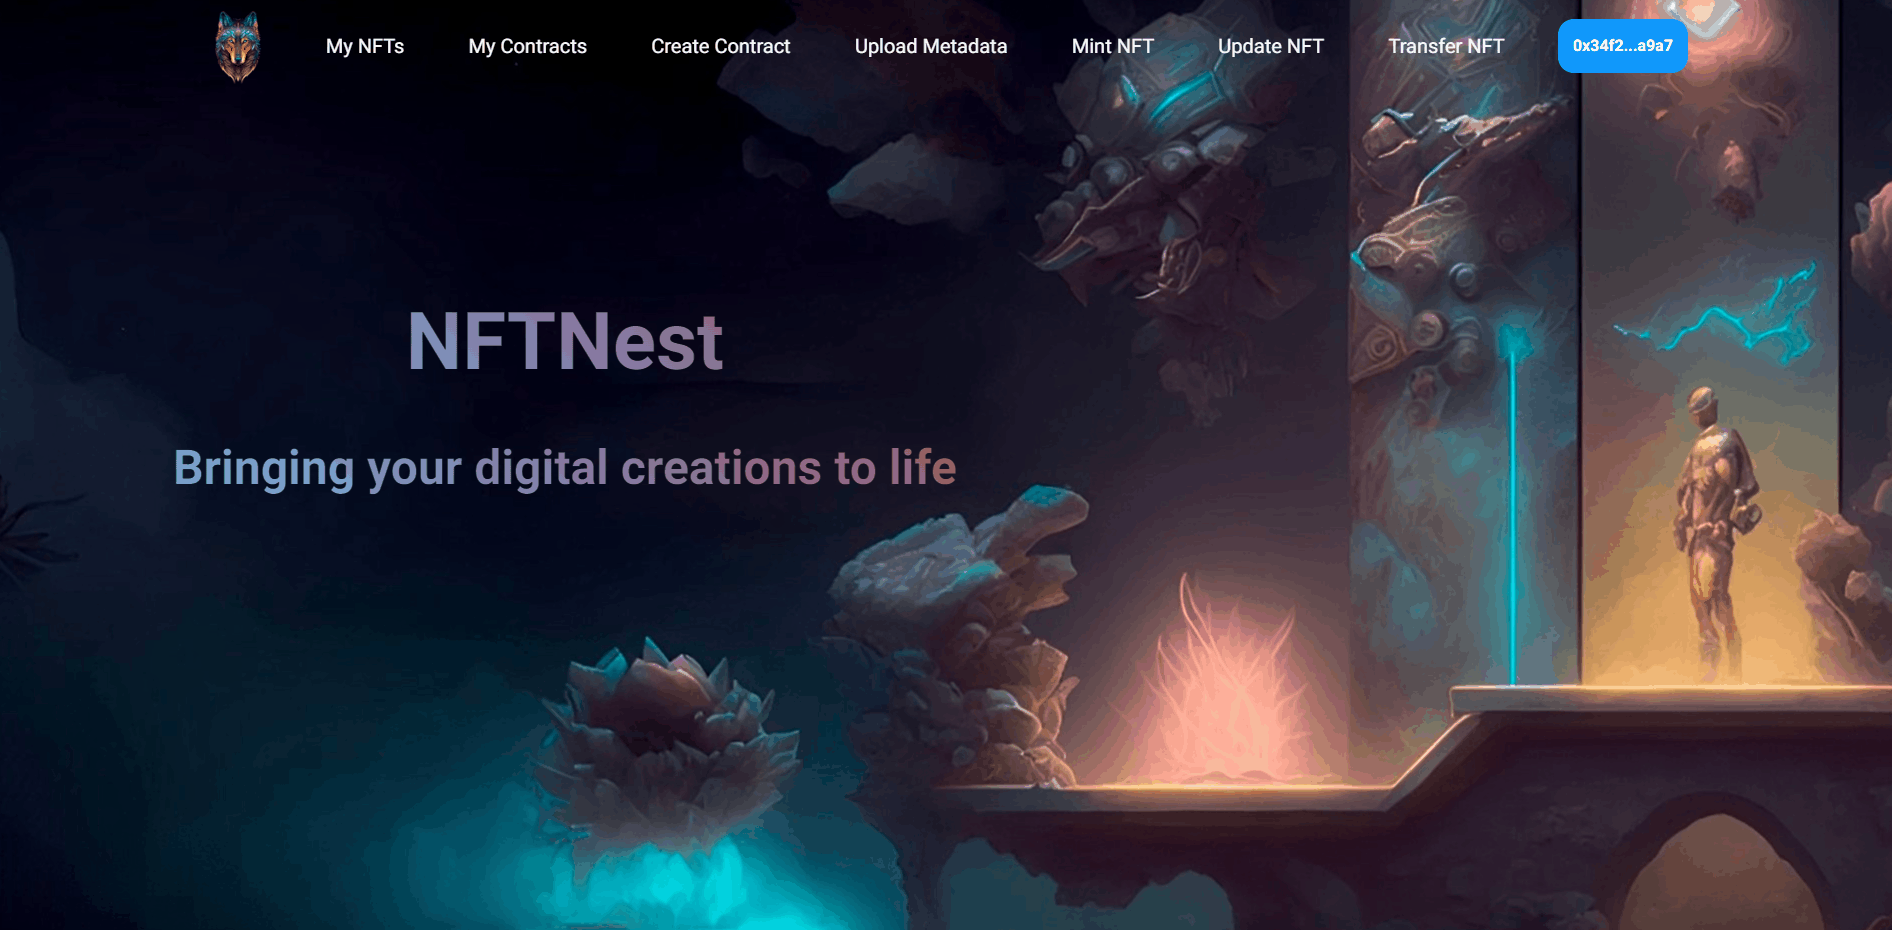 My NFTs My Contracts Create Contract Upload Metadata Mint NFT Update NFT Transfer NFT 0x34f2...a9a7
NFTNest
Bringing your digital creations to life